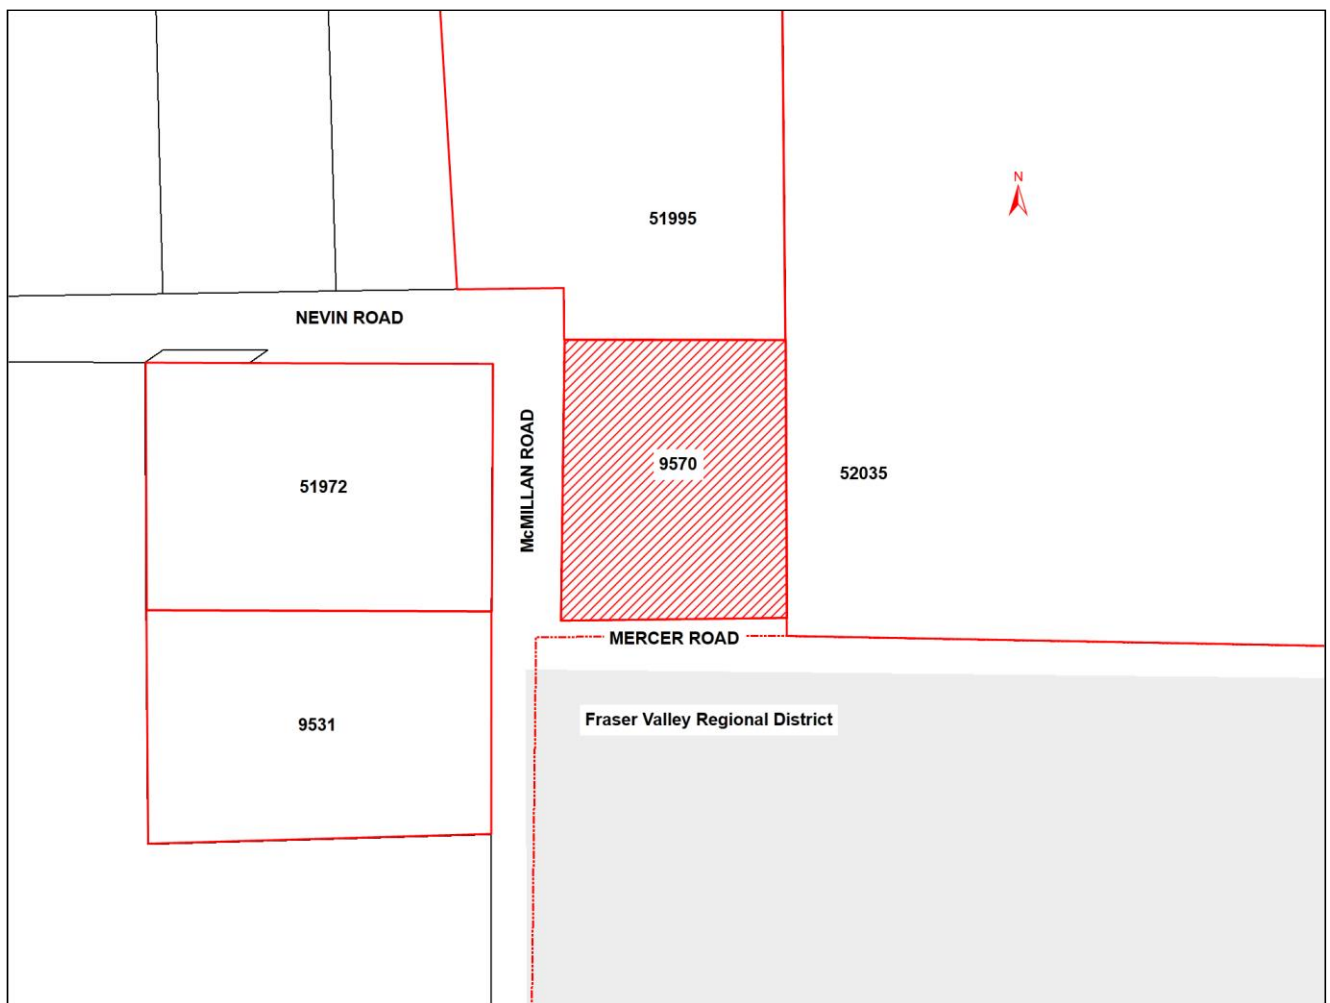 N
51995
NEVIN ROAD
McMILLAN ROAD
9570
52035
51972
MERCER ROAD
Fraser Valley Regional District
9531